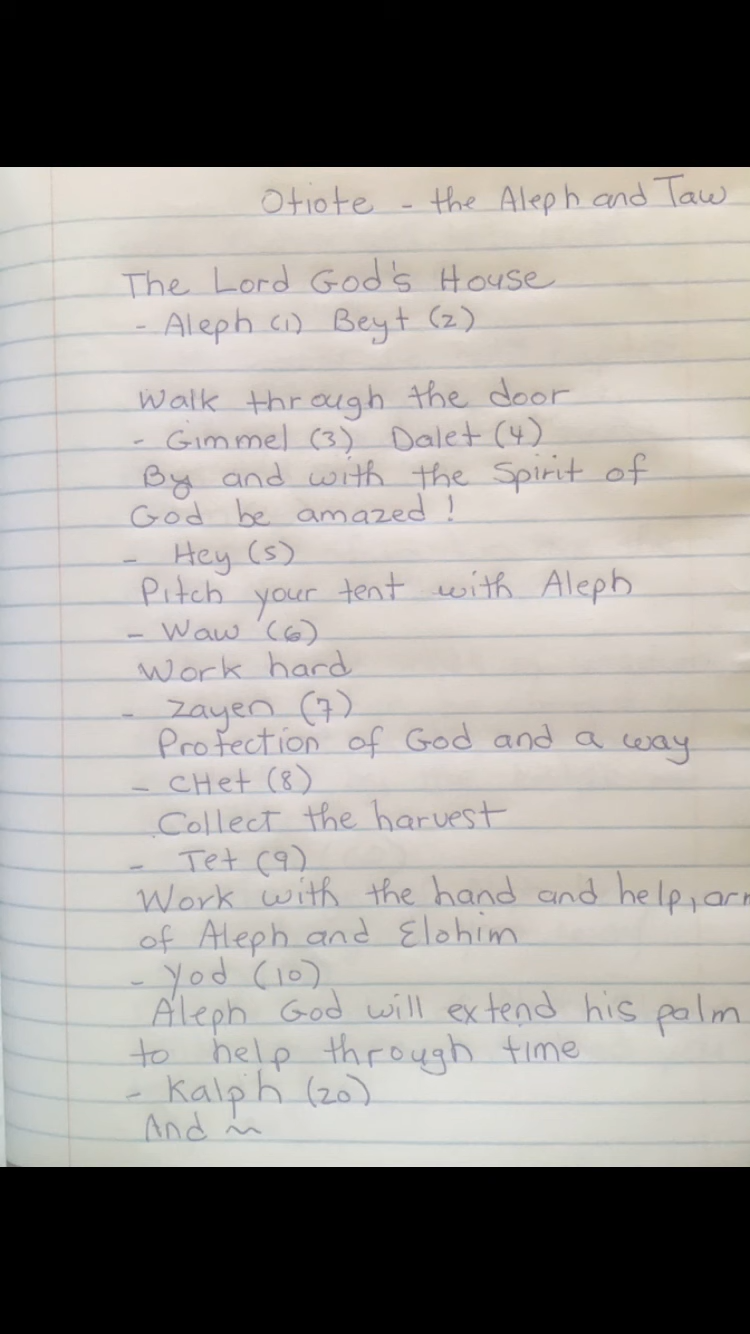 Otiote - the Aleph and Taw
The Lord God's House
- Aleph (1) Beyt (2)
Walk through the door
- Gimmel (3) Dalet (4)
By and with the Spirit of
God be amazed!
- Hey (5)
Pitch your tent with Aleph
- Waw (6)
Work hard
- Zayen (7)
Protection of God and a way
- CHet (8)
Collect the harvest
- Tet (9)
Work with the hand and help,
of Aleph and Elohim
- Yod (10)
Aleph God will extend his palm
to help through time
- Kalph (20)
And ~